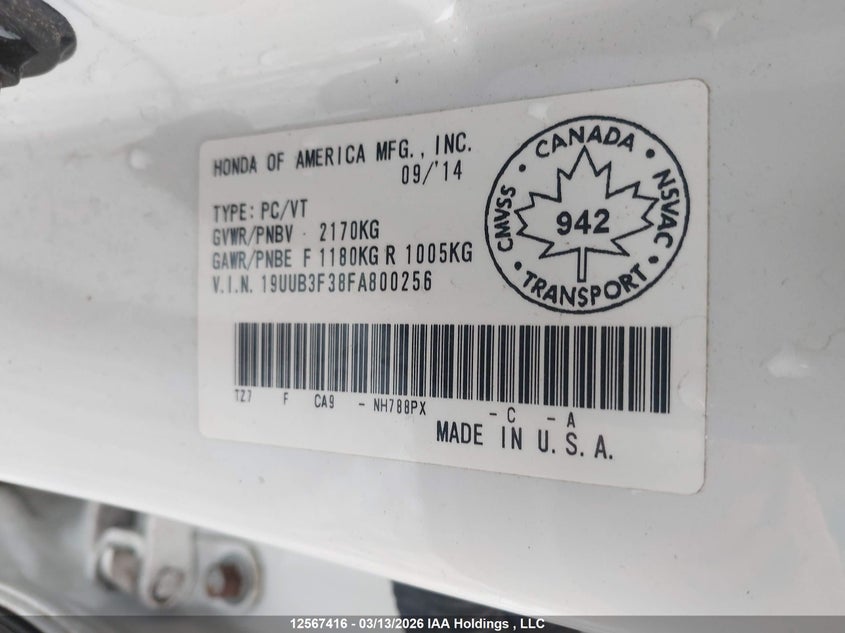 HONDA OF AMERICA MFG., INC.
09/'14
TYPE: PC/VT
GVWR/PNBV · 2170KG
GAWR/PNBE F 1180KG R 1005KG
V.I.N. 19UUB3F38FA800256
CANADA • NSVAC • TRANSPORT • CMVSS •
942
TZ7 F CA9 - NH788PX - C - A
MADE IN U.S.A.
12567416 - 03/13/2026 IAA Holdings , LLC